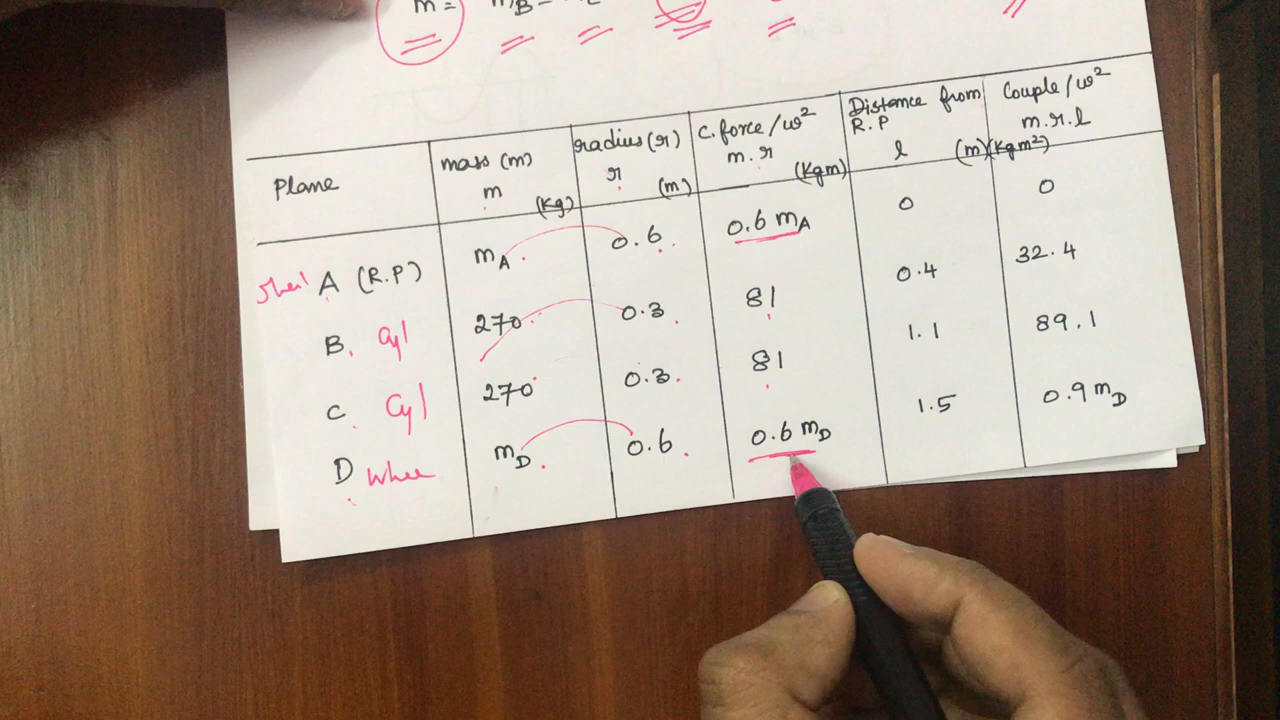 m =
Plane
mass (m)
m
(Kg)
radius (r)
r
(m)
C. force / ω²
m. r
(Kgm)
Distance from
R. P
l
(m)
Couple / ω²
m. r. l
(Kgm²)
A (R.P) mA 0.6 0.6 mA 0 0
B. Cyl 270 0.3 81 0.4 32.4
C Cyl 270 0.3 81 1.1 89.1
D Whee mD 0.6 0.6 mD 1.5 0.9 mD